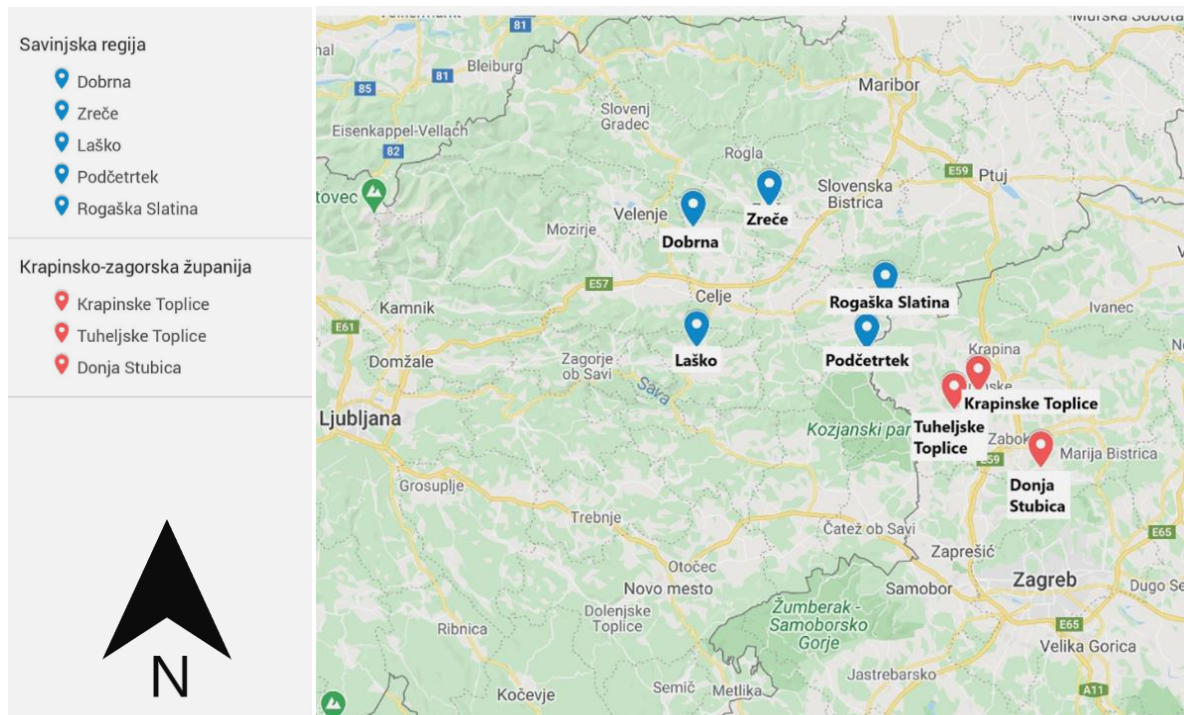 Savinjska regija
Dobrna
Zreče
Laško
Podčetrtek
Rogaška Slatina
Krapinsko-zagorska županija
Krapinske Toplice
Tuheljske Toplice
Donja Stubica
N
81
Bleiburg
81
85
Maribor
Slovenj
Gradec
Eisenkappel-Vellach
82
Rogla
E59
Ptuj
Slovenska
Bistrica
Velenje
Zreče
Mozirje
Dobrna
E57
Celje
Rogaška Slatina
Kamnik
Ivanec
E61
Laško
Podčetrtek
Krapina
Domžale
Zagorje
ob Savi
Sava
Krapinske Toplice
Ljubljana
Kozjanski
Tuheljske
Toplice
Marija Bistrica
E59
Grosuplje
Donja
Stubica
Trebnje
Čatež ob Savi
E65
Zaprešić
Otočec
Novo mesto
Samobor
Zagreb
Dugo
Dolenjske
Toplice
Žumberak -
Samoborsko
Gorje
Ribnica
E65
Velika Gorica
Jastrebarsko
Semič
Metlika
Kočevje
A11